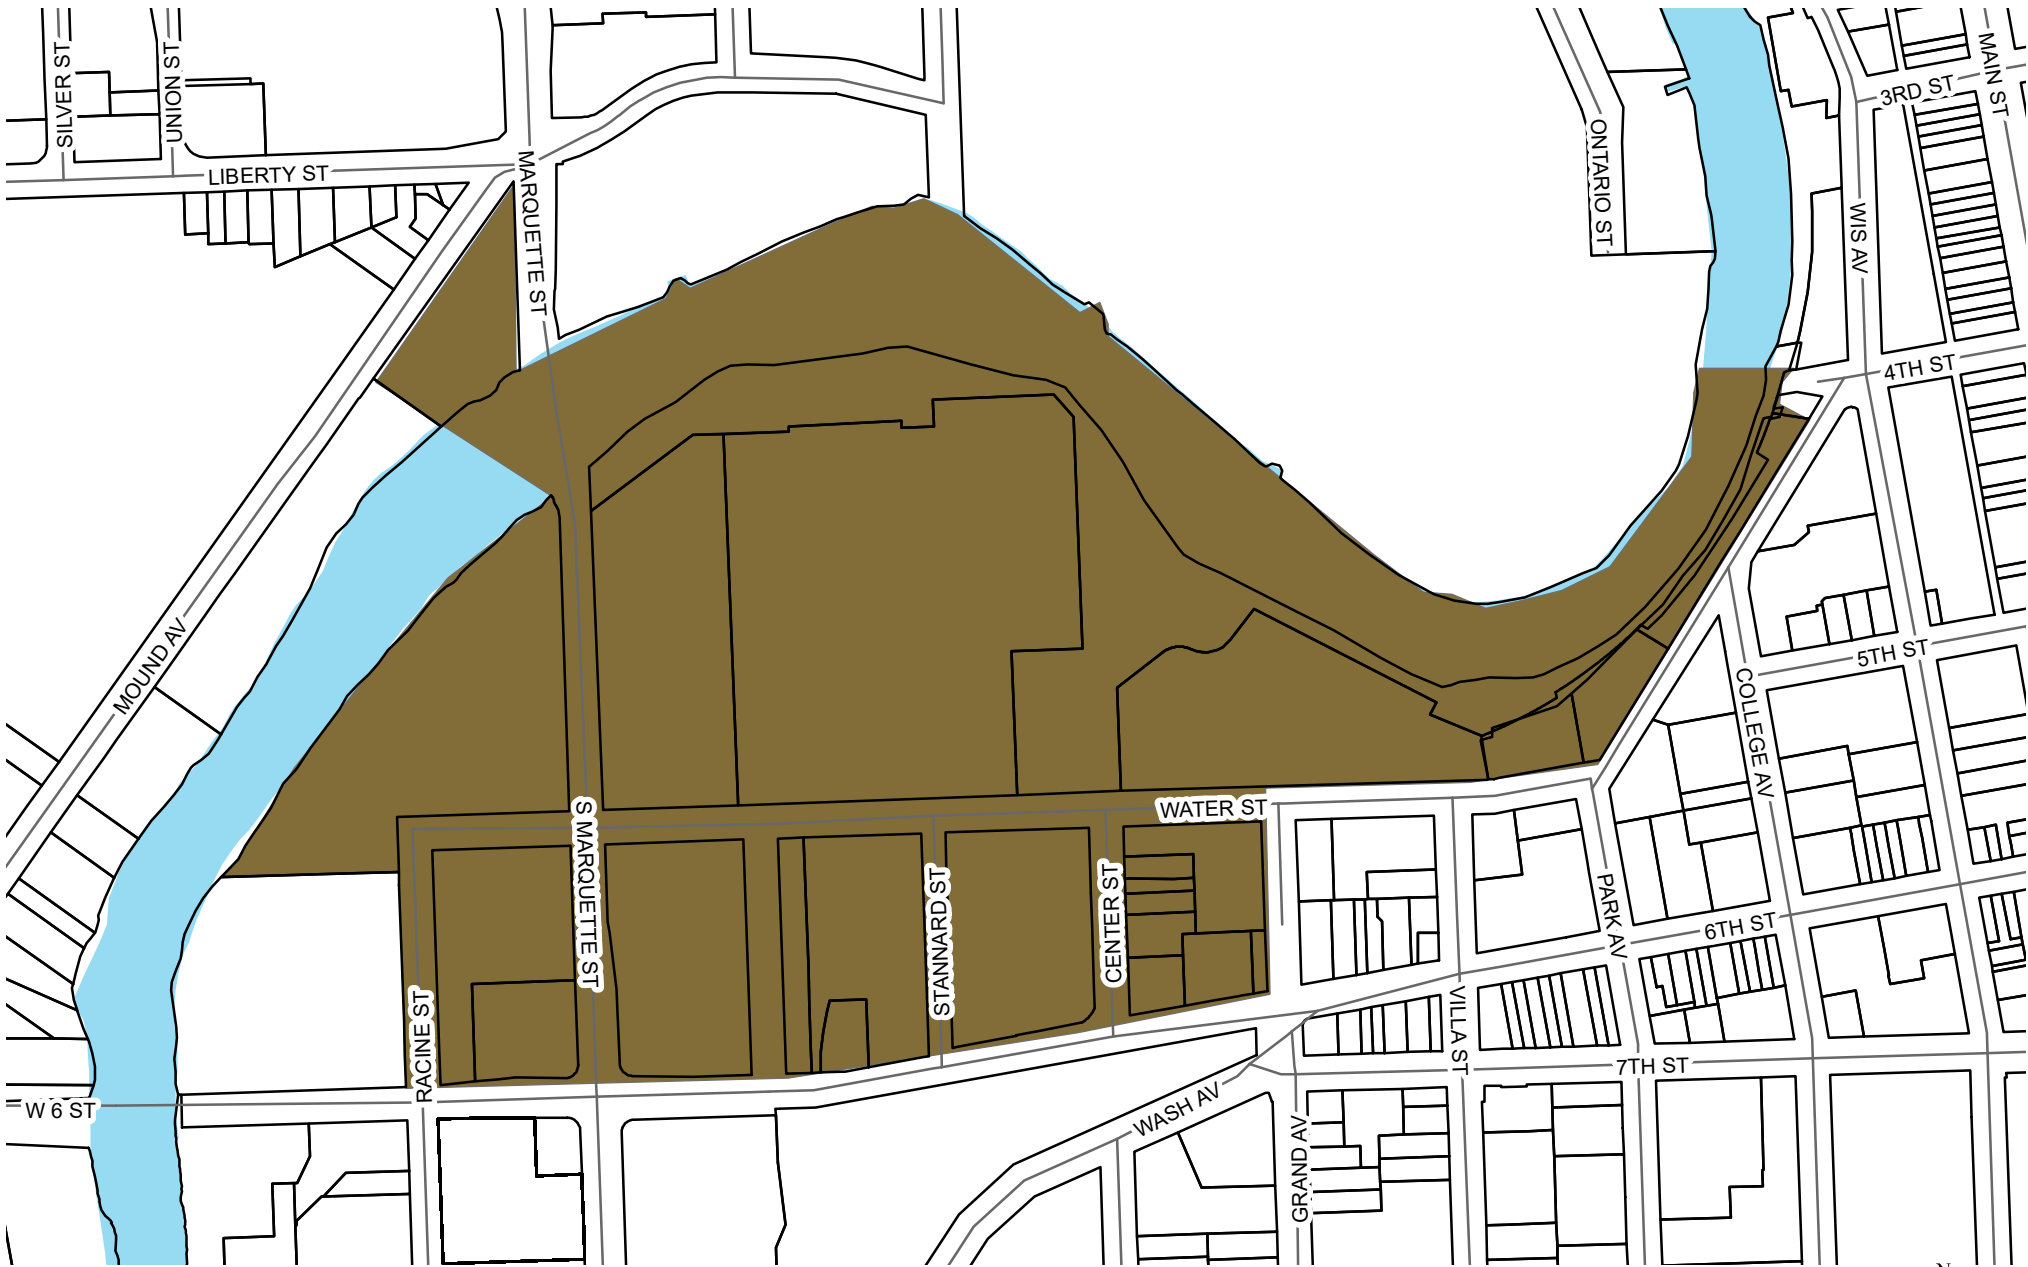 SILVER ST
UNION ST
LIBERTY ST
MARQUETTE ST
ONTARIO ST
WIS AV
3RD ST
MAIN ST
4TH ST
MOUND AV
5TH ST
COLLEGE AV
WATER ST
S MARQUETTE ST
STANNARD ST
CENTER ST
PARK AV
6TH ST
RACINE ST
VILLA ST
7TH ST
W 6 ST
WASH AV
GRAND AV